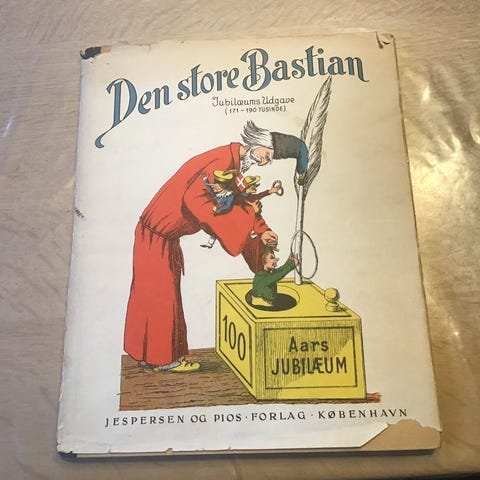 Den store Bastian
Jubilæums Udgave
(171-190 TUSINDE)
100
Aars
JUBILÆUM
JESPERSEN OG PIOS · FORLAG · KØBENHAVN